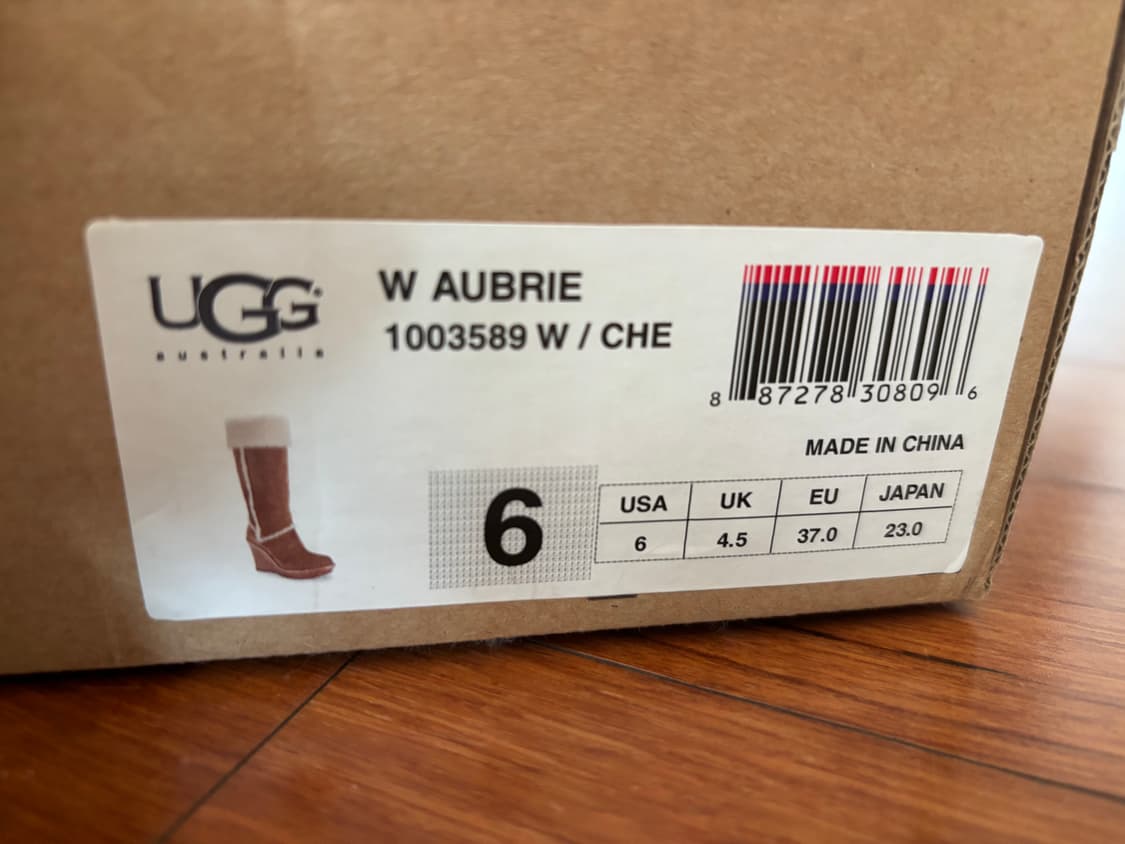 UGG®
australia
W AUBRIE
1003589 W / CHE
8 87278 30809 6
MADE IN CHINA
6
USA UK EU JAPAN
6 4.5 37.0 23.0